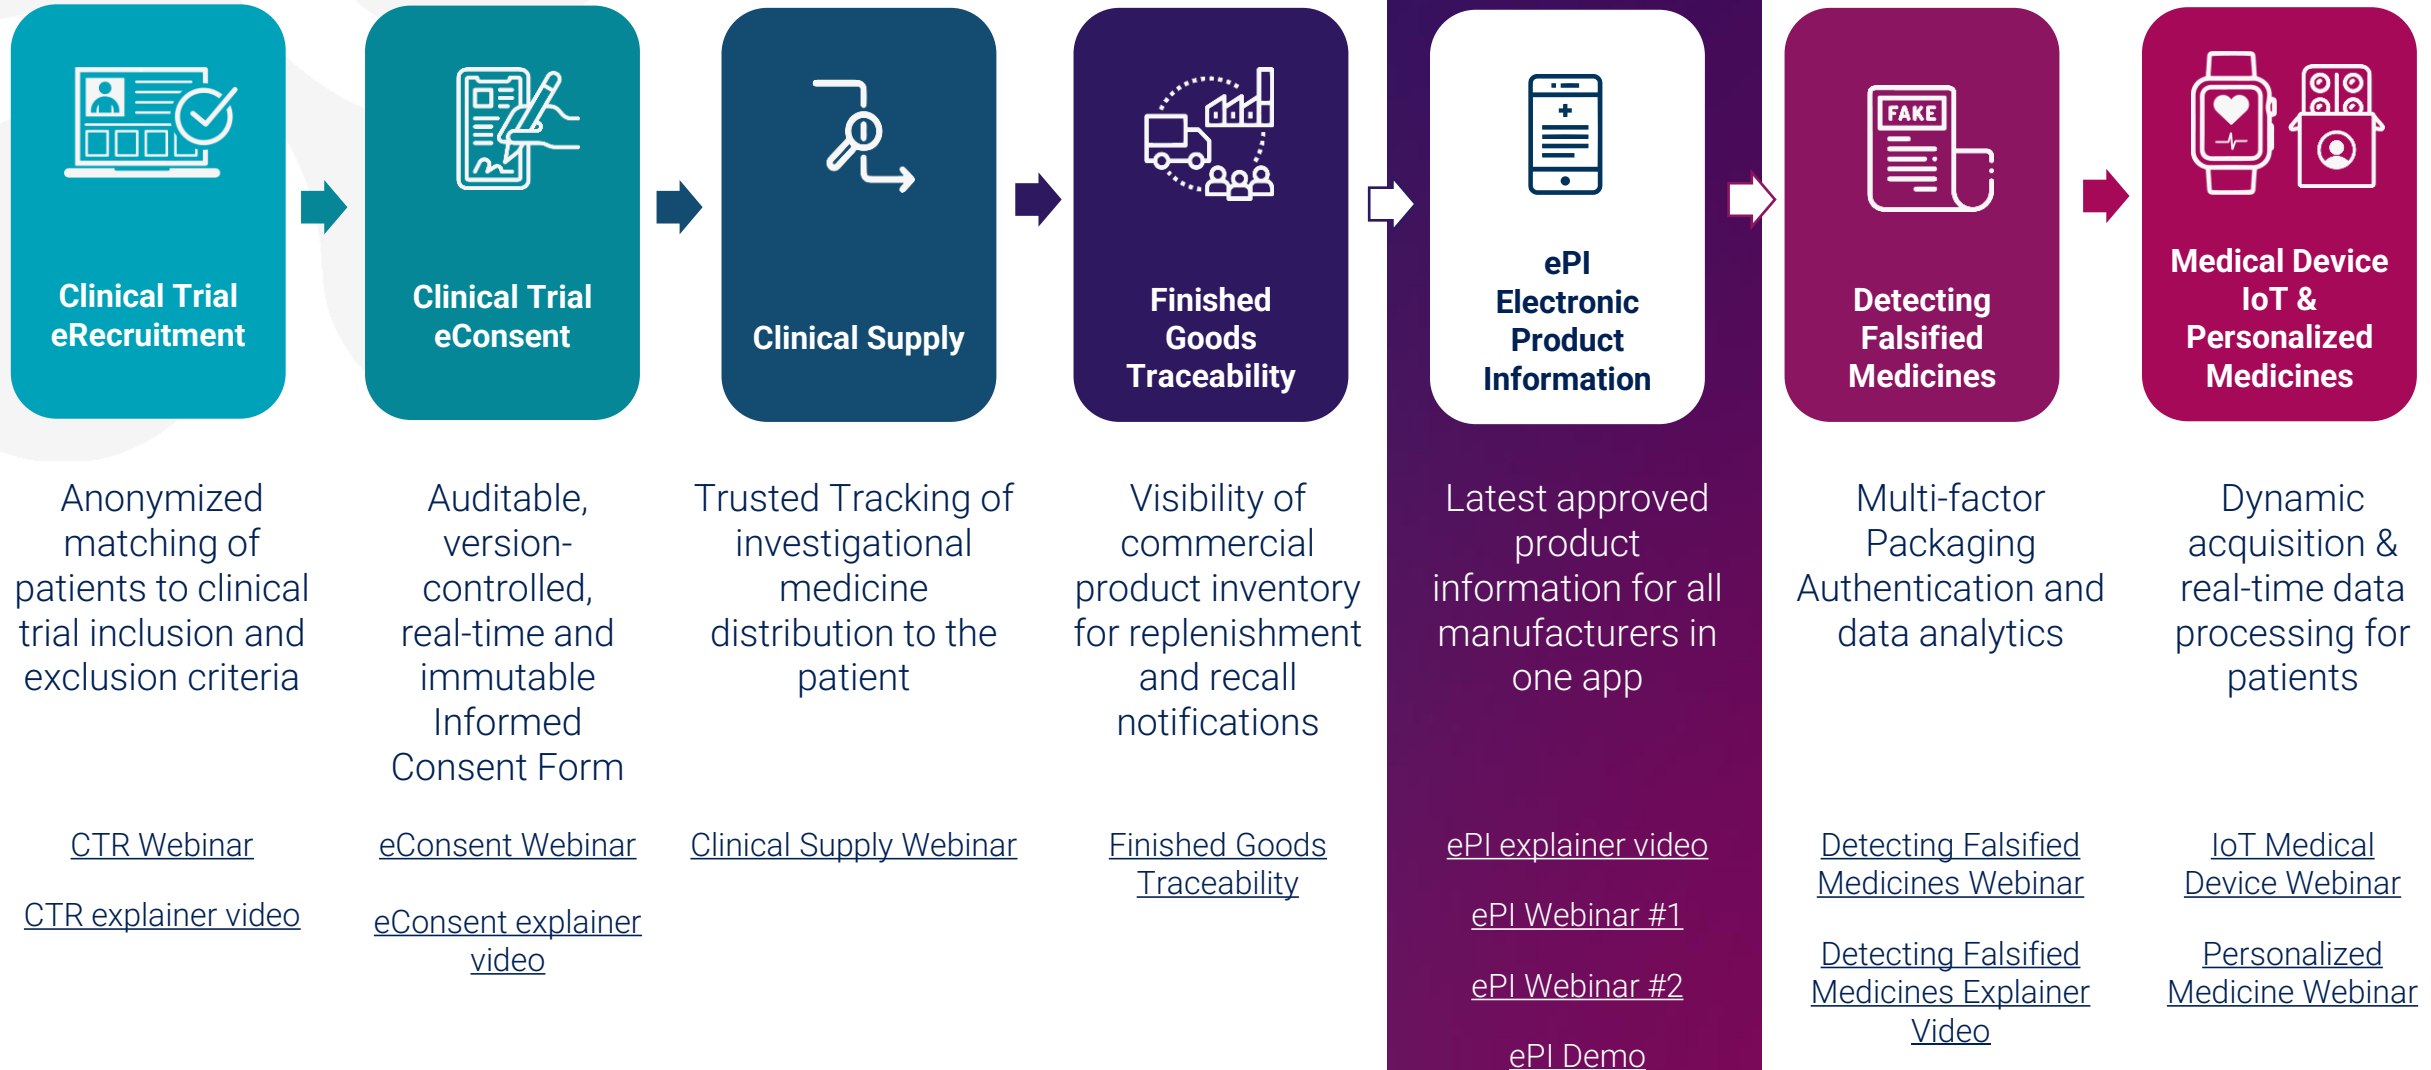 Clinical Trial
eRecruitment
Anonymized
matching of
patients to clinical
trial inclusion and
exclusion criteria
CTR Webinar
CTR explainer video
Clinical Trial
eConsent
Auditable,
version-
controlled,
real-time and
immutable
Informed
Consent Form
eConsent Webinar
eConsent explainer
video
Clinical Supply
Trusted Tracking of
investigational
medicine
distribution to the
patient
Clinical Supply Webinar
Finished
Goods
Traceability
Visibility of
commercial
product inventory
for replenishment
and recall
notifications
Finished Goods
Traceability
ePI
Electronic
Product
Information
Latest approved
product
information for all
manufacturers in
one app
ePI explainer video
ePI Webinar #1
ePI Webinar #2
ePI Demo
FAKE
Detecting
Falsified
Medicines
Multi-factor
Packaging
Authentication and
data analytics
Detecting Falsified
Medicines Webinar
Detecting Falsified
Medicines Explainer
Video
Medical Device
IoT &
Personalized
Medicines
Dynamic
acquisition &
real-time data
processing for
patients
IoT Medical
Device Webinar
Personalized
Medicine Webinar